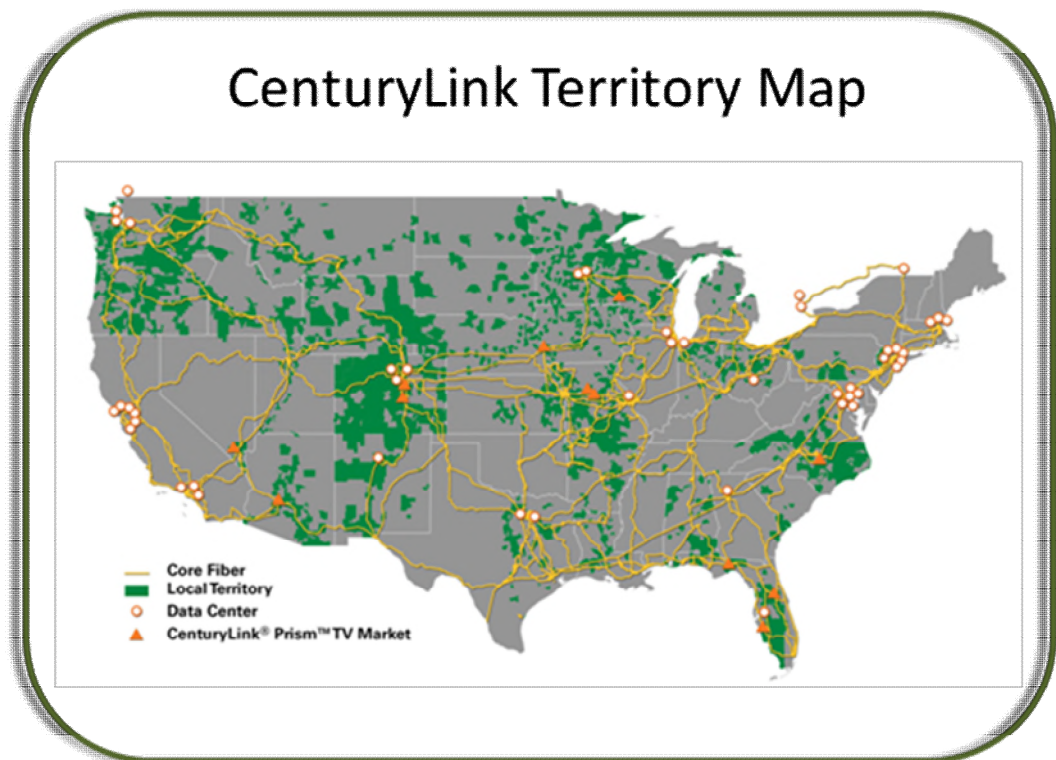 CenturyLink Territory Map
Core Fiber
Local Territory
Data Center
CenturyLink® Prism™ TV Market